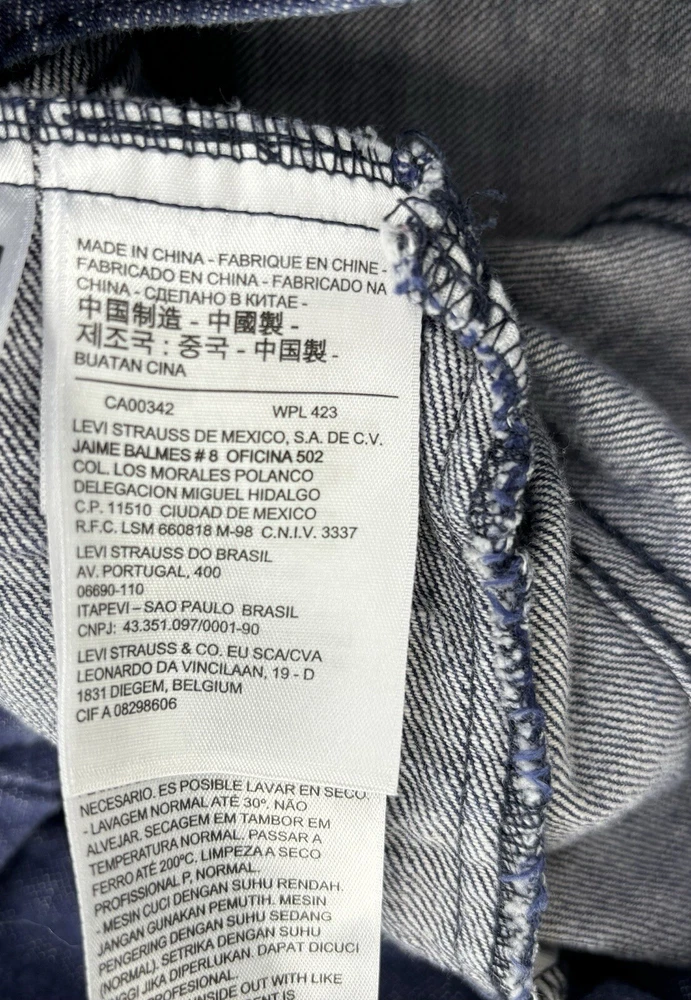 MADE IN CHINA - FABRIQUE EN CHINE -
FABRICADO EN CHINA - FABRICADO NA
CHINA - СДЕЛАНО В КИТАЕ -
中国制造 - 中國製 -
제조국 : 중국 - 中国製 -
BUATAN CINA
CA00342 WPL 423
LEVI STRAUSS DE MEXICO, S.A. DE C.V.
JAIME BALMES # 8 OFICINA 502
COL. LOS MORALES POLANCO
DELEGACION MIGUEL HIDALGO
C.P. 11510 CIUDAD DE MEXICO
R.F.C. LSM 660818 M-98 C.N.I.V. 3337
LEVI STRAUSS DO BRASIL
AV. PORTUGAL, 400
06690-110
ITAPEVI – SAO PAULO BRASIL
CNPJ: 43.351.097/0001-90
LEVI STRAUSS & CO. EU SCA/CVA
LEONARDO DA VINCILAAN, 19 - D
1831 DIEGEM, BELGIUM
CIF A 08298606
NECESARIO. ES POSIBLE LAVAR EN SECO.
- LAVAGEM NORMAL ATÉ 30º. NÃO
ALVEJAR. SECAGEM EM TAMBOR EM
TEMPERATURA NORMAL. PASSAR A
FERRO ATÉ 200ºC. LIMPEZA A SECO
PROFISSIONAL P, NORMAL.
- MESIN CUCI DENGAN SUHU RENDAH.
JANGAN GUNAKAN PEMUTIH. MESIN
PENGERING DENGAN SUHU SEDANG
(NORMAL). SETRIKA DENGAN SUHU
NGGI JIKA DIPERLUKAN. DAPAT DICUCI
PROFESIONAL.
INSIDE OUT WITH LIKE